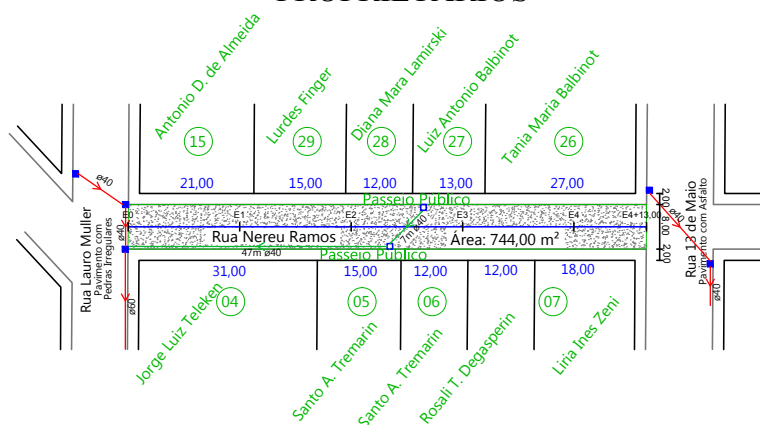 PROPRIETÁRIOS
Antonio D. de Almeida
Lurdes Finger
Diana Mara Lamirski
Luiz Antonio Balbinot
Tania Maria Balbinot
15
29
28
27
26
21,00
15,00
12,00
13,00
27,00
ø40
Passeio Público
2,00
8,00
2,00
E0
E1
E2
E3
E4
E4+13,00
ø40
7m ø40
ø40
Rua Nereu Ramos
Área: 744,00 m²
47m ø40
Passeio Público
Rua Lauro Muller
Pavimento com
Pedras Irregulares
Rua 13 de Maio
Pavimento com Asfalto
31,00
15,00
12,00
12,00
18,00
ø60
ø40
04
05
06
07
Jorge Luiz Teleken
Santo A. Tremarin
Santo A. Tremarin
Rosali T. Degasperin
Liria Ines Zeni